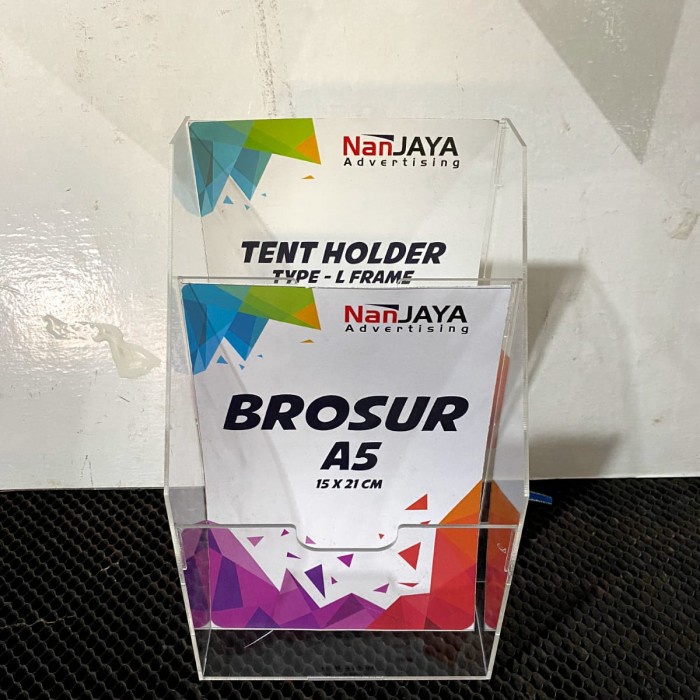 NanJAYA
Advertising
TENT HOLDER
TYPE - L FRAME
NanJAYA
Advertising
BROSUR
A5
15 X 21 CM